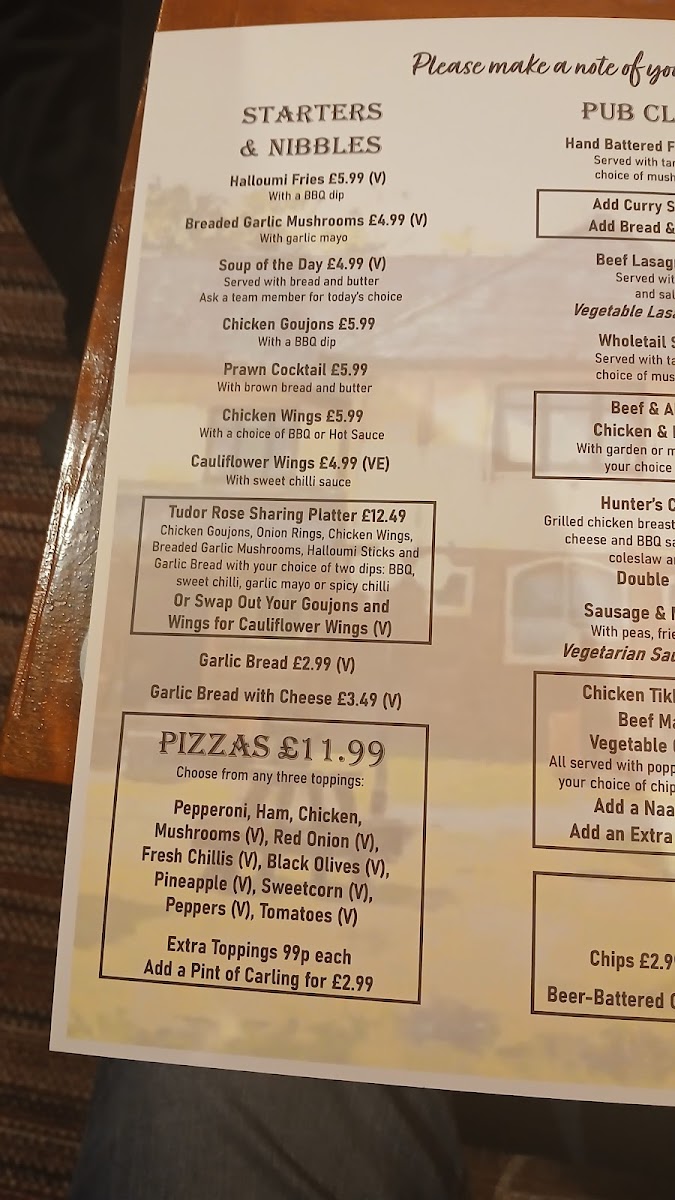 Please make a note of
STARTERS
& NIBBLES
Halloumi Fries £5.99 (V)
With a BBQ dip
Breaded Garlic Mushrooms £4.99 (V)
With garlic mayo
Soup of the Day £4.99 (V)
Served with bread and butter
Ask a team member for today's choice
Chicken Goujons £5.99
With a BBQ dip
Prawn Cocktail £5.99
With brown bread and butter
Chicken Wings £5.99
With a choice of BBQ or Hot Sauce
Cauliflower Wings £4.99 (VE)
With sweet chilli sauce
Tudor Rose Sharing Platter £12.49
Chicken Goujons, Onion Rings, Chicken Wings,
Breaded Garlic Mushrooms, Halloumi Sticks and
Garlic Bread with your choice of two dips: BBQ,
sweet chilli, garlic mayo or spicy chilli
Or Swap Out Your Goujons and
Wings for Cauliflower Wings (V)
Garlic Bread £2.99 (V)
Garlic Bread with Cheese £3.49 (V)
PIZZAS £11.99
Choose from any three toppings:
Pepperoni, Ham, Chicken,
Mushrooms (V), Red Onion (V),
Fresh Chillis (V), Black Olives (V),
Pineapple (V), Sweetcorn (V),
Peppers (V), Tomatoes (V)
Extra Toppings 99p each
Add a Pint of Carling for £2.99
PUB CL
Hand Battered F
Served with tar
choice of mush
Add Curry S
Add Bread &
Beef Lasag
Served wit
and sal
Vegetable Lasa
Wholetail S
Served with ta
choice of mus
Beef & A
Chicken &
With garden or m
your choice
Hunter's C
Grilled chicken breast
cheese and BBQ sa
coleslaw a
Double
Sausage &
With peas, frie
Vegetarian Sau
Chicken Tik
Beef Ma
Vegetable
All served with popp
your choice of chip
Add a Naa
Add an Extra
Chips £2.9
Beer-Battered